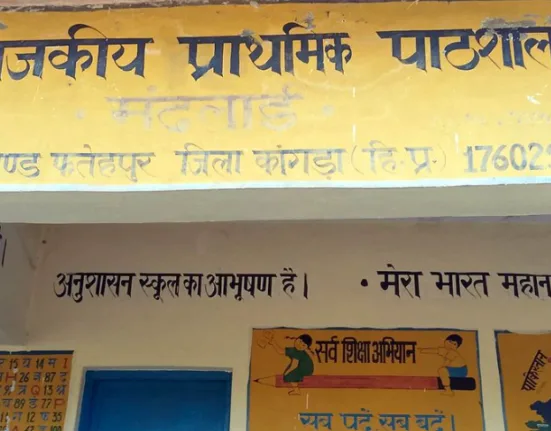 ाजकीय प्राथमिक पाठशाल
ण्ड फतेहपुर जिला कांगड़ा (हि.प्र.) 17602
अनुशासन स्कूल का आभूषण है।
• मेरा भारत महान
सर्व शिक्षा अभियान
सब पढ़ें सब बढ़ें।
पाकिस्तान